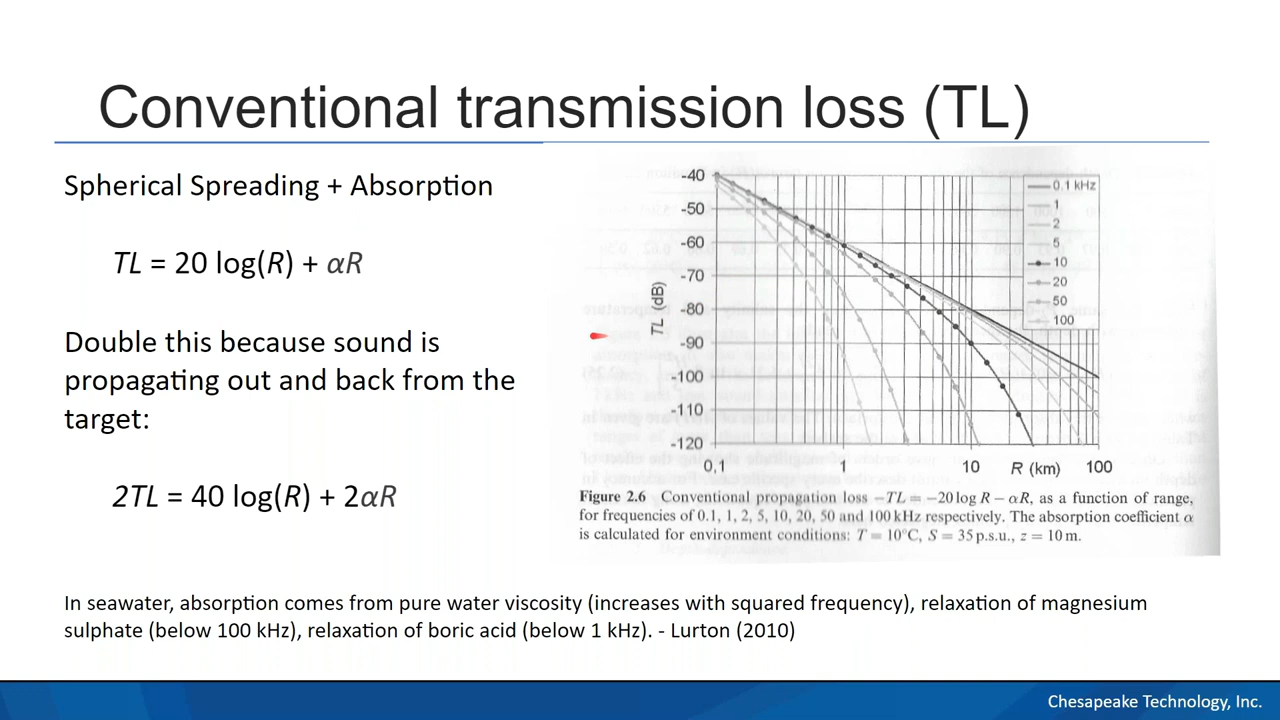 Conventional transmission loss (TL)
Spherical Spreading + Absorption
TL = 20 log(R) + αR
Double this because sound is
propagating out and back from the
target:
2TL = 40 log(R) + 2αR
-40
-50
-60
-70
-80
-90
-100
-110
-120
TL (dB)
0,1
1
10
R (km)
100
0.1 kHz
1
2
5
10
20
50
100
Figure 2.6 Conventional propagation loss −TL = −20 log R − αR, as a function of range,
for frequencies of 0.1, 1, 2, 5, 10, 20, 50 and 100 kHz respectively. The absorption coefficient α
is calculated for environment conditions: T = 10°C, S = 35 p.s.u., z = 10 m.
In seawater, absorption comes from pure water viscosity (increases with squared frequency), relaxation of magnesium
sulphate (below 100 kHz), relaxation of boric acid (below 1 kHz). - Lurton (2010)
Chesapeake Technology, Inc.